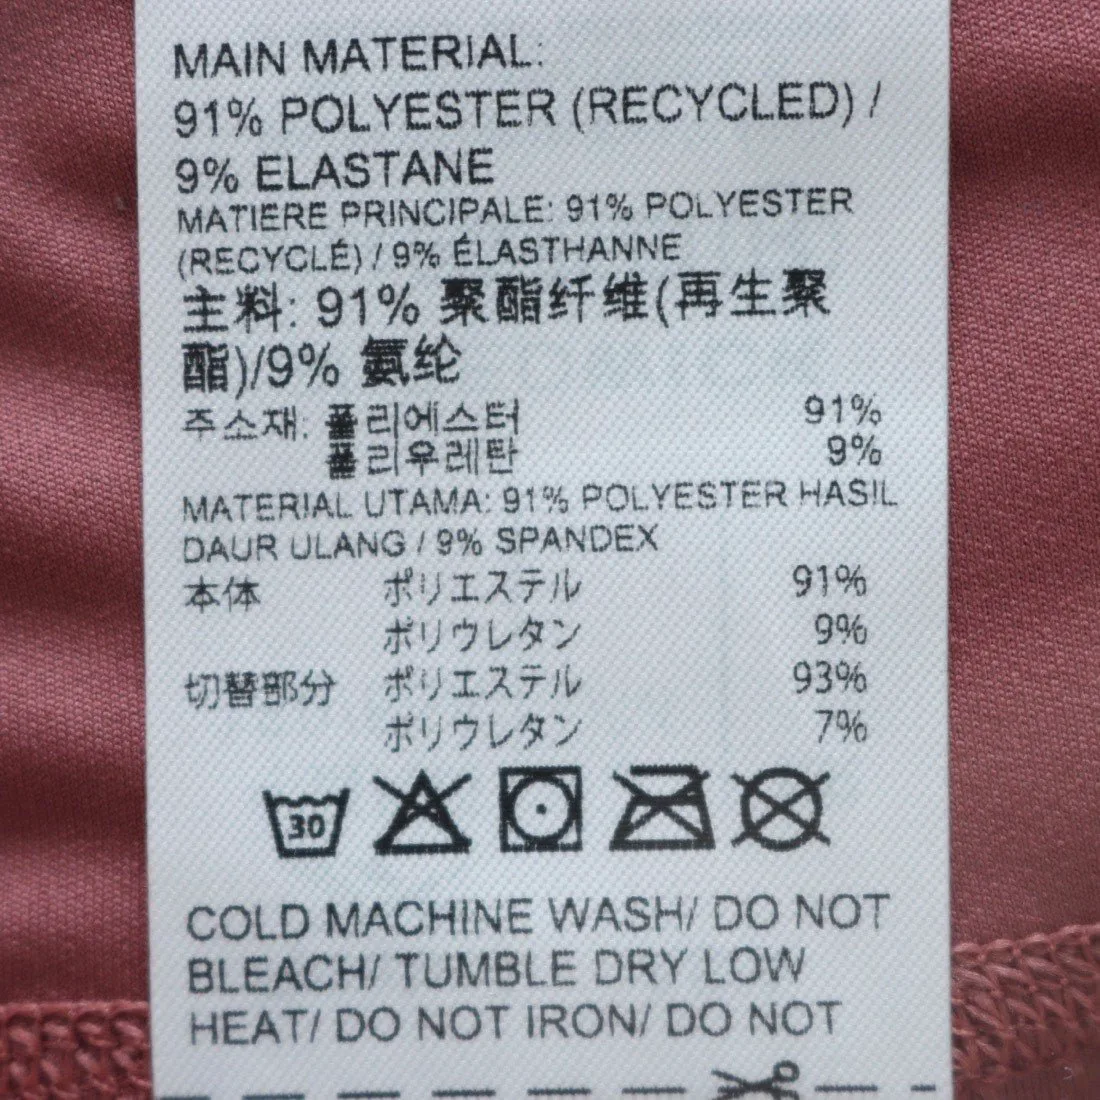 MAIN MATERIAL:
91% POLYESTER (RECYCLED) /
9% ELASTANE
MATIERE PRINCIPALE: 91% POLYESTER
(RECYCLÉ) / 9% ÉLASTHANNE
主料: 91% 聚酯纤维(再生聚
酯)/9% 氨纶
주소재: 폴리에스터 91%
폴리우레탄 9%
MATERIAL UTAMA: 91% POLYESTER HASIL
DAUR ULANG / 9% SPANDEX
本体 ポリエステル 91%
ポリウレタン 9%
切替部分 ポリエステル 93%
ポリウレタン 7%
30
COLD MACHINE WASH/ DO NOT
BLEACH/ TUMBLE DRY LOW
HEAT/ DO NOT IRON/ DO NOT